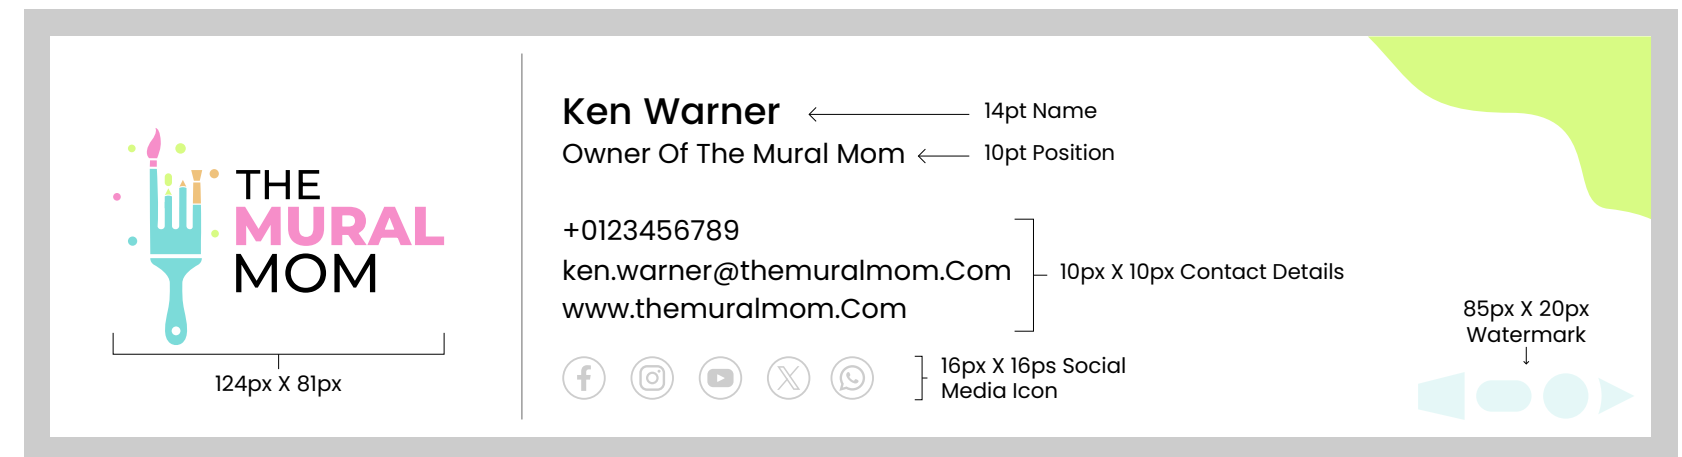 THE
MURAL
MOM
124px X 81px
Ken Warner
14pt Name
Owner Of The Mural Mom
10pt Position
+0123456789
ken.warner@themuralmom.Com
www.themuralmom.Com
10px X 10px Contact Details
16px X 16ps Social
Media Icon
85px X 20px
Watermark